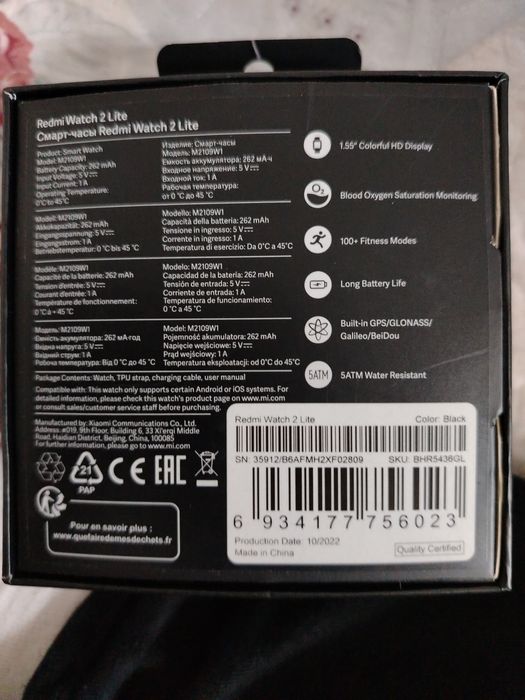 Redmi Watch 2 Lite
Смарт-часы Redmi Watch 2 Lite
Product: Smart Watch
Model: M2109W1
Battery Capacity: 262 mAh
Input Voltage: 5 V⎓
Input Current: 1 A
Operating Temperature:
0°C to 45°C
Изделие: Смарт-часы
Модель: M2109W1
Емкость аккумулятора: 262 мА·ч
Входное напряжение: 5 V⎓
Входной ток: 1 A
Рабочая температура:
от 0 °C до 45 °C
Modell: M2109W1
Akkukapazität: 262 mAh
Eingangsspannung: 5 V⎓
Eingangsstrom: 1 A
Betriebstemperatur: 0 °C bis 45 °C
Modello: M2109W1
Capacità della batteria: 262 mAh
Tensione in ingresso: 5 V⎓
Corrente in ingresso: 1 A
Temperatura di esercizio: Da 0°C a 45°C
Modèle: M2109W1
Capacité de la batterie: 262 mAh
Tension d'entrée: 5 V⎓
Courant d'entrée: 1 A
Température de fonctionnement:
0 °C à + 45 °C
Modelo: M2109W1
Capacidad de la batería: 262 mAh
Tensión de entrada: 5 V⎓
Corriente de entrada: 1 A
Temperatura de funcionamiento:
0 °C a 45 °C
Модель: M2109W1
Ємність акумулятора: 262 мА·год
Вхідна напруга: 5 V⎓
Вхідний струм: 1 A
Робоча температура: Від 0 °C до 45 °C
Model: M2109W1
Pojemność akumulatora: 262 mAh
Napięcie wejściowe: 5 V⎓
Prąd wejściowy: 1 A
Temperatura eksploatacji: od 0°C do 45°C
Package Contents: Watch, TPU strap, charging cable, user manual
Compatible with: This watch only supports certain Android or iOS systems. For
detailed information, please check this watch's product page on www.mi.com
or consult sales/customer service staff before purchasing.
Manufactured by: Xiaomi Communications Co., Ltd.
Address: #019, 9th Floor, Building 6, 33 Xi'erqi Middle
Road, Haidian District, Beijing, China, 100085
For further information, please go to www.mi.com
21
PAP
CE EAC
Pour en savoir plus :
www.quefairedemesdechets.fr
1.55" Colorful HD Display
O2
Blood Oxygen Saturation Monitoring
100+ Fitness Modes
Long Battery Life
Built-in GPS/GLONASS/
Galileo/BeiDou
5ATM
5ATM Water Resistant
Redmi Watch 2 Lite Color: Black
SN: 35912/B6AFMH2XF02809 SKU: BHR5436GL
6 934177 756023
Production Date: 10/2022
Made in China
Quality Certified